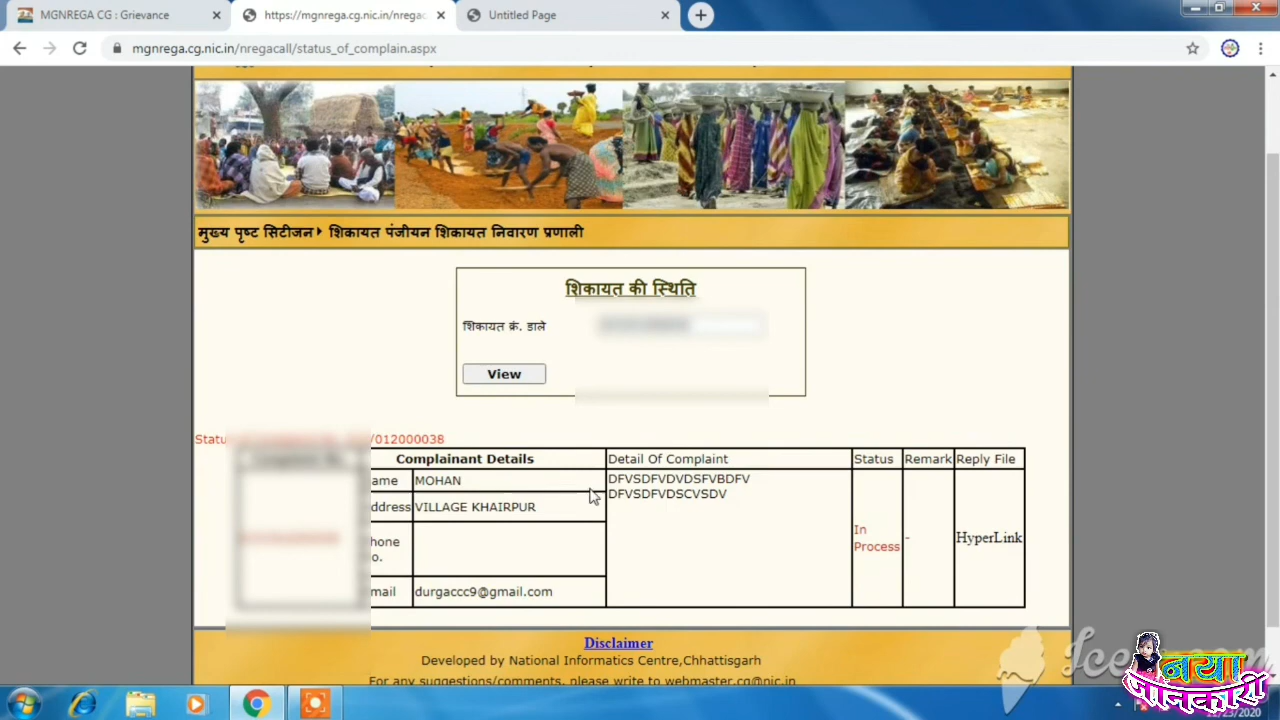 MGNREGA CG : Grievance
https://mgnrega.cg.nic.in/nregac
Untitled Page
mgnrega.cg.nic.in/nregacall/status_of_complain.aspx
मुख्य पृष्ट सिटीजन शिकायत पंजीयन शिकायत निवारण प्रणाली
शिकायत की स्थिति
शिकायत क्रं. डाले
View
Statu /012000038
Complainant Details Detail Of Complaint Status Remark Reply File
ame MOHAN DFVSDFVDVDSFVBDFV
DFVSDFVDSCVSDV
ddress VILLAGE KHAIRPUR
In
Process - HyperLink
hone
o.
mail durgaccc9@gmail.com
Disclaimer
Developed by National Informatics Centre,Chhattisgarh
For any suggestions/comments, please write to webmaster.cg@nic.in
नया
जानकारी